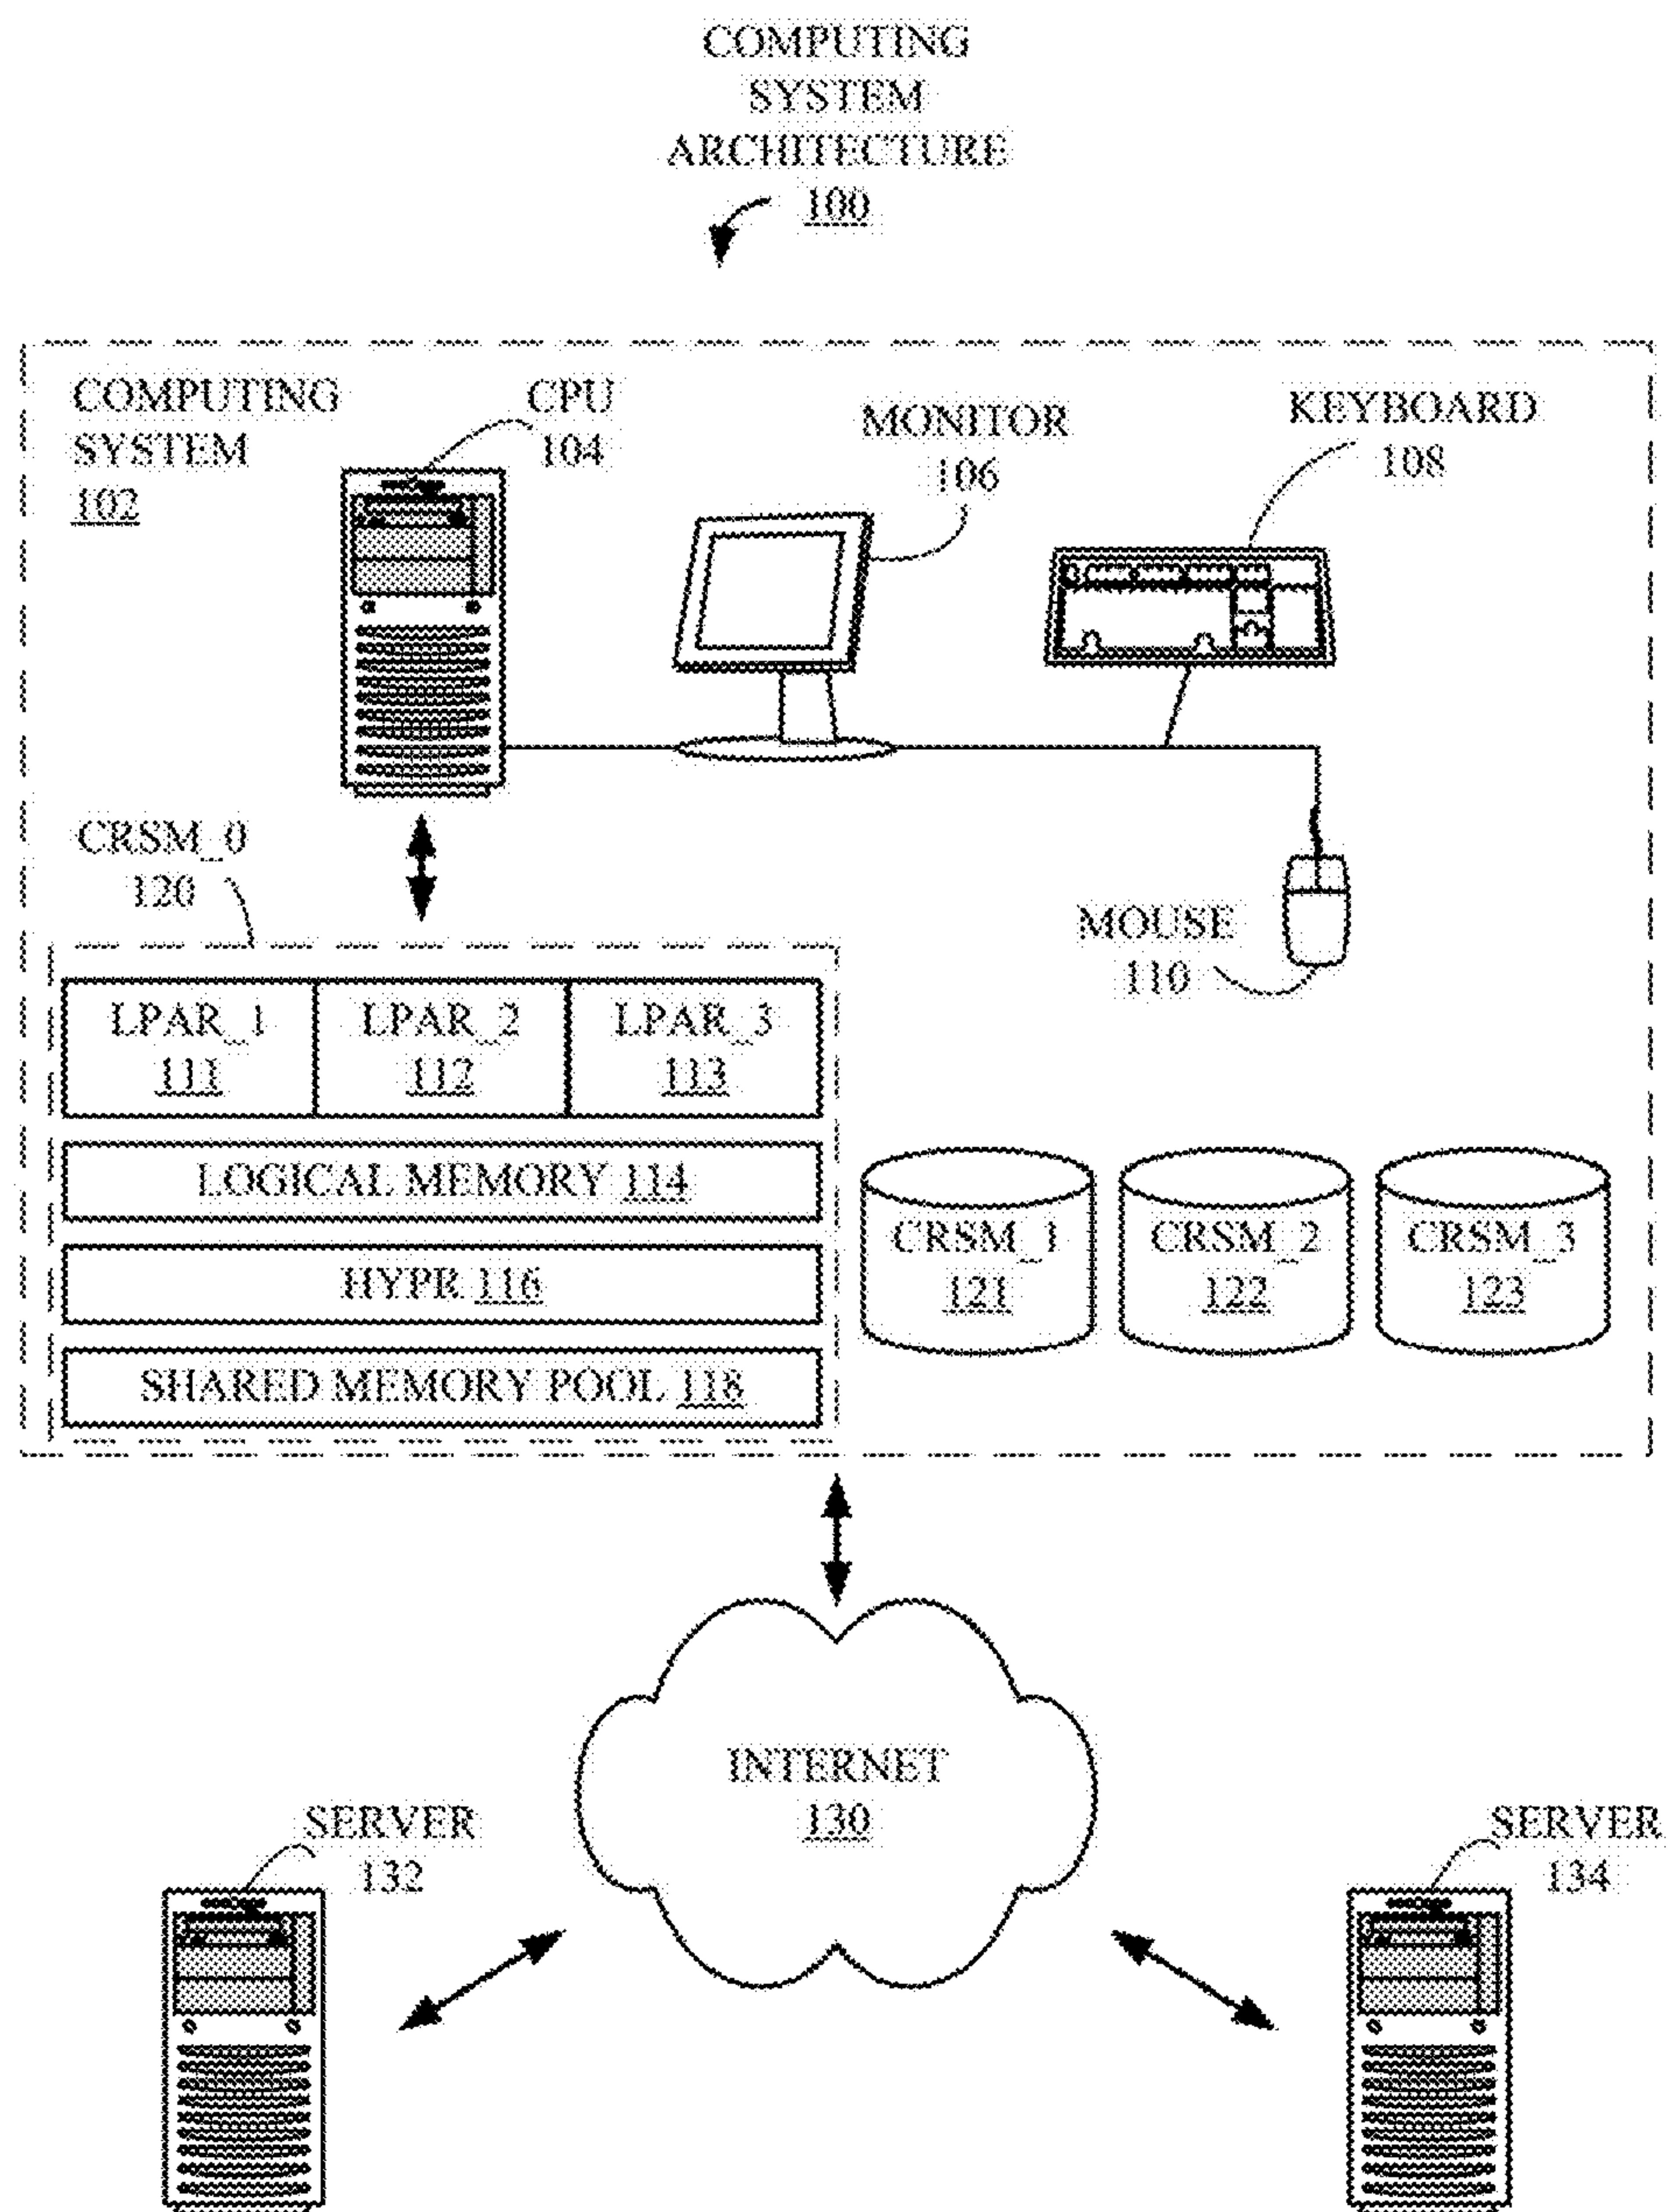 COMPUTING
SYSTEM
ARCHITECTURE
100
COMPUTING
SYSTEM
102
CPU
104
MONITOR
106
KEYBOARD
108
CRSM_0
120
MOUSE
110
LPAR_1
111
LPAR_2
112
LPAR_3
113
LOGICAL MEMORY 114
HYPR 116
SHARED MEMORY POOL 118
CRSM_1
121
CRSM_2
122
CRSM_3
123
INTERNET
130
SERVER
132
SERVER
134